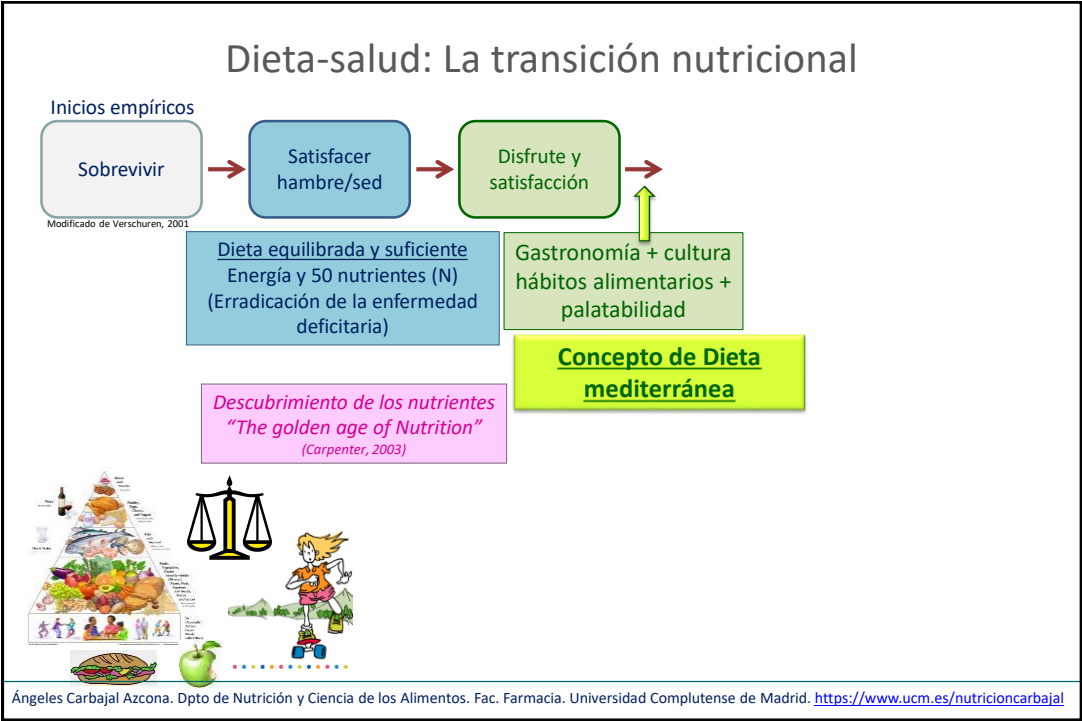 Dieta-salud: La transición nutricional
Inicios empíricos
Sobrevivir
Satisfacer
hambre/sed
Disfrute y
satisfacción
Modificado de Verschuren, 2001
Dieta equilibrada y suficiente
Energía y 50 nutrientes (N)
(Erradicación de la enfermedad
deficitaria)
Gastronomía + cultura
hábitos alimentarios +
palatabilidad
Concepto de Dieta
mediterránea
Descubrimiento de los nutrientes
“The golden age of Nutrition”
(Carpenter, 2003)
Ángeles Carbajal Azcona. Dpto de Nutrición y Ciencia de los Alimentos. Fac. Farmacia. Universidad Complutense de Madrid. https://www.ucm.es/nutricioncarbajal